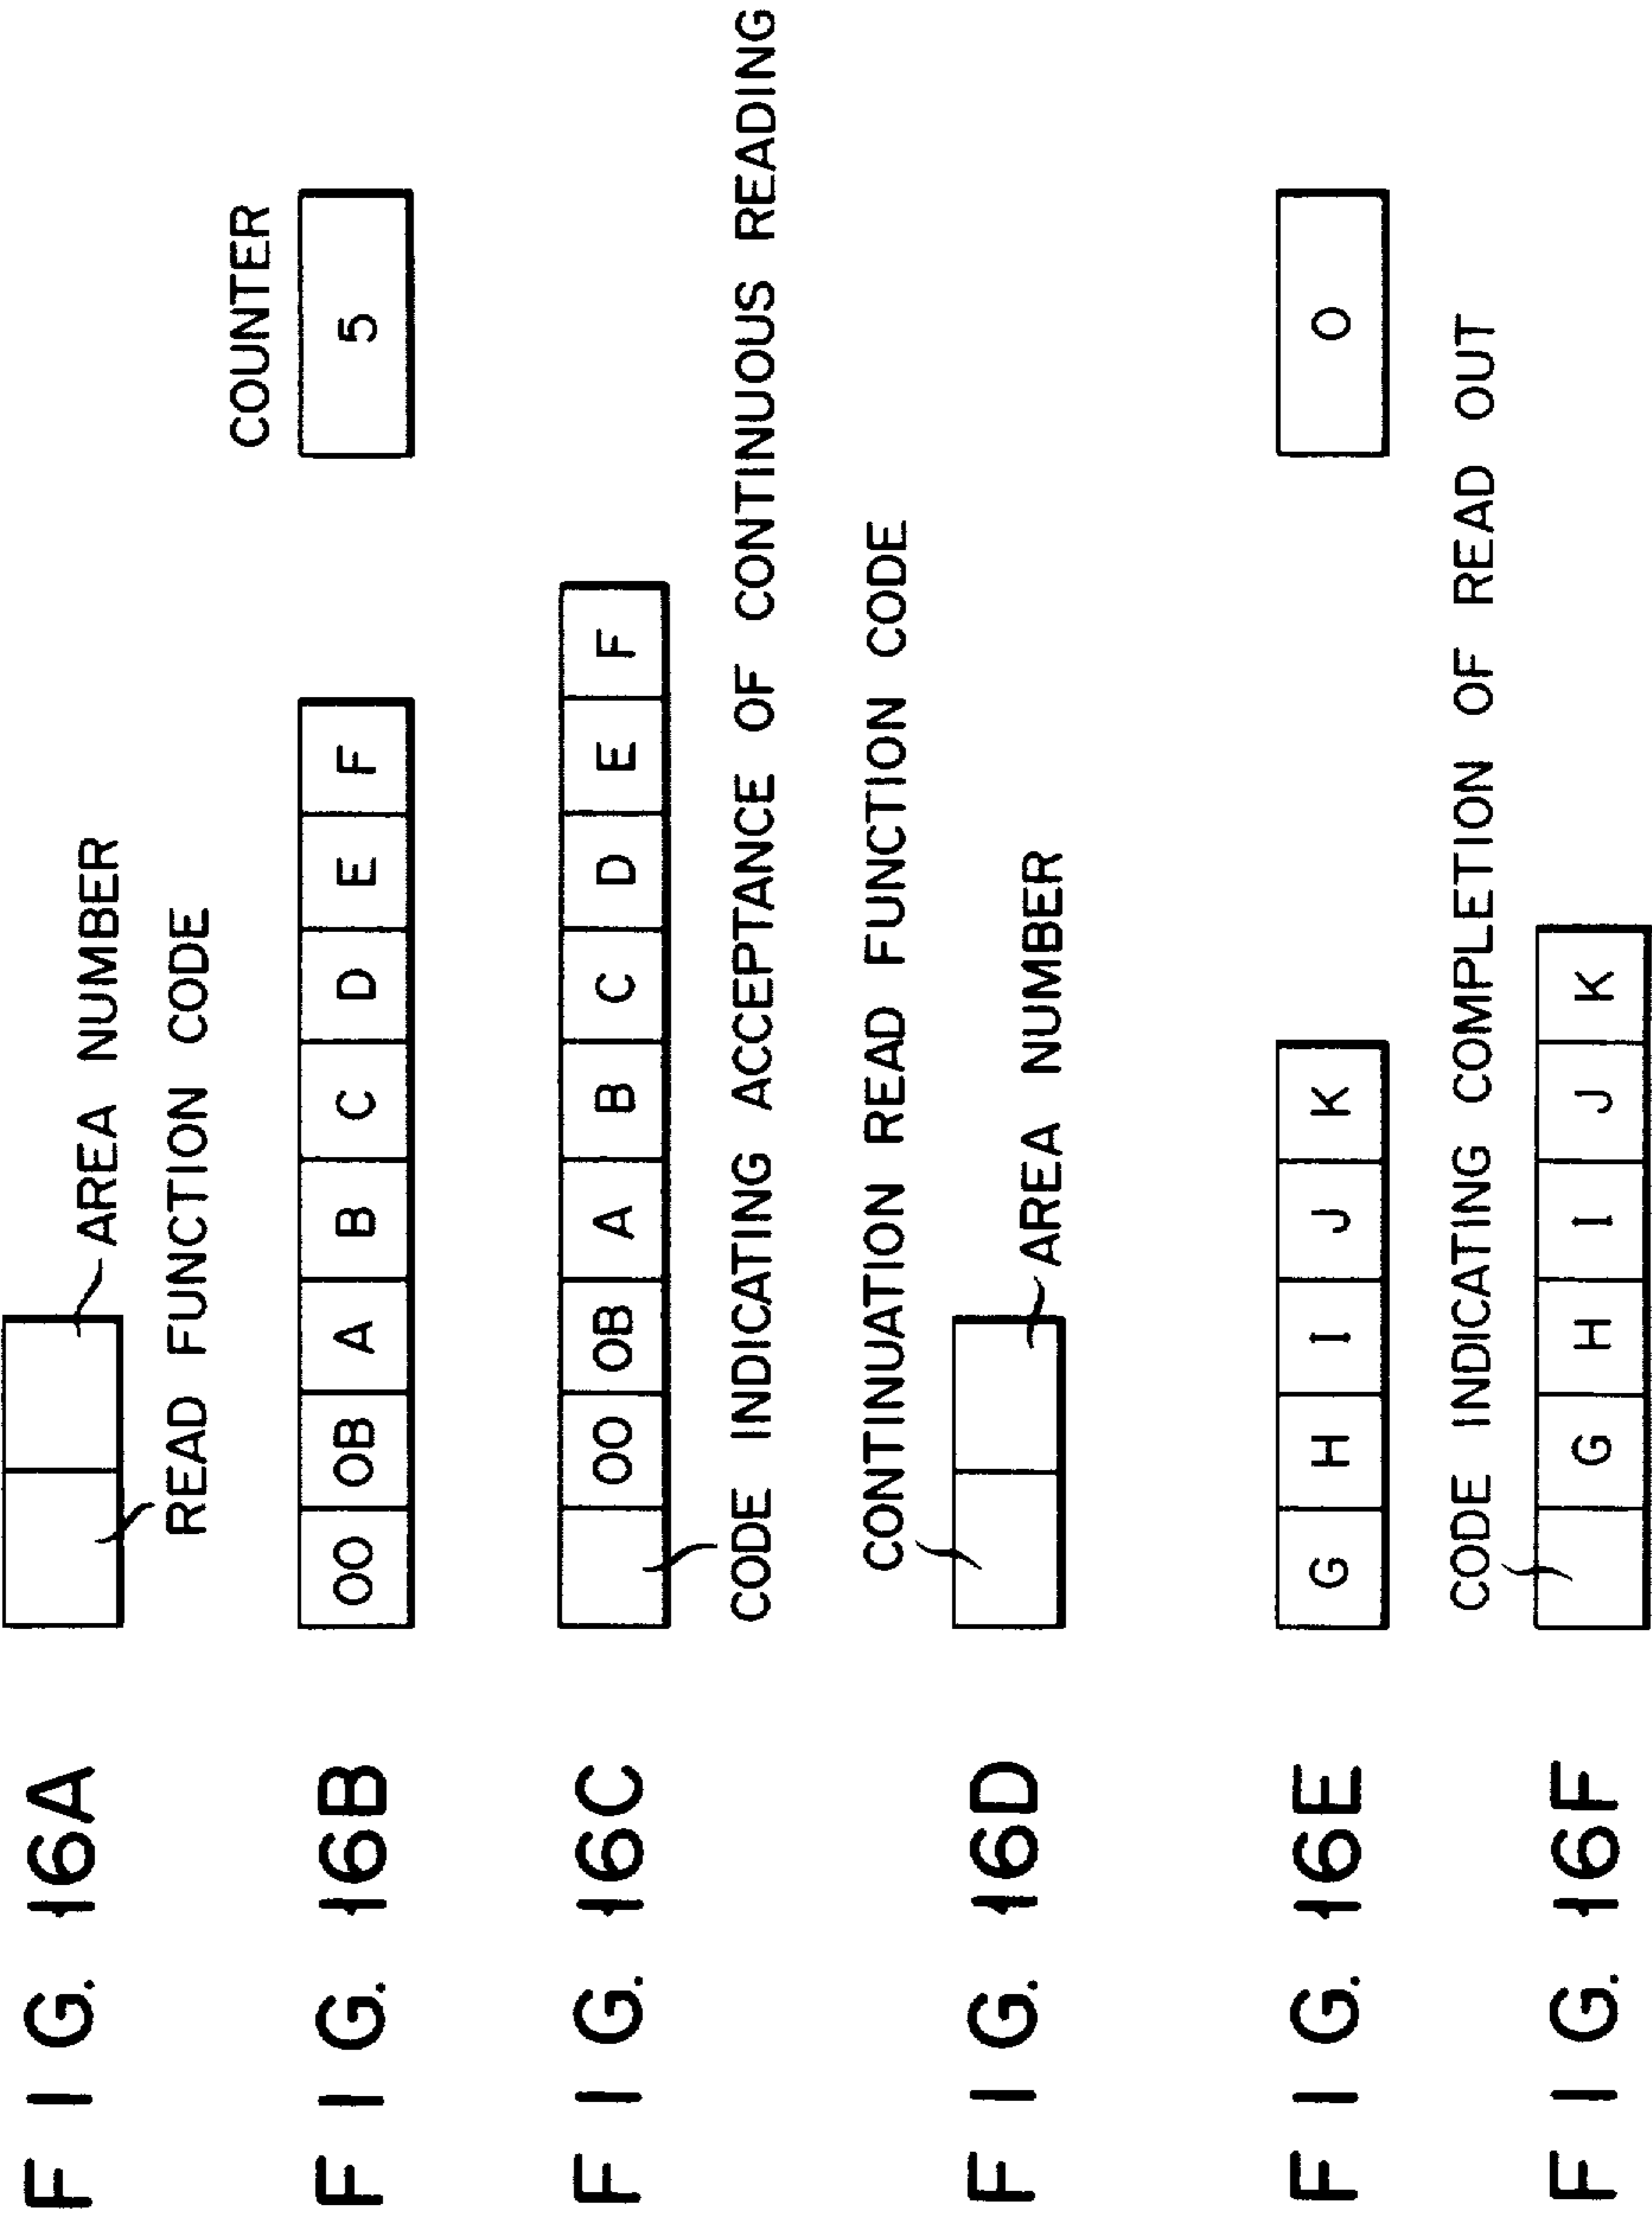 FIG. 16A
AREA NUMBER
READ FUNCTION CODE
COUNTER
FIG. 16B 00 0B A B C D E F 5
FIG. 16C 00 0B A B C D E F
CODE INDICATING ACCEPTANCE OF CONTINUOUS READING
CONTINUATION READ FUNCTION CODE
FIG. 16D
AREA NUMBER
FIG. 16E G H I J K 0
CODE INDICATING COMPLETION OF READ OUT
FIG. 16F G H I J K